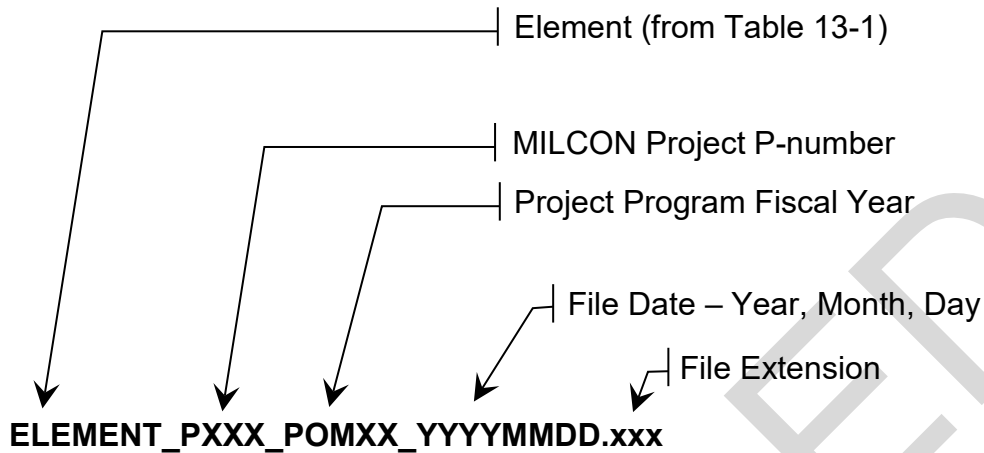 Element (from Table 13-1)
MILCON Project P-number
Project Program Fiscal Year
File Date – Year, Month, Day
File Extension
ELEMENT_PXXX_POMXX_YYYYMMDD.xxx